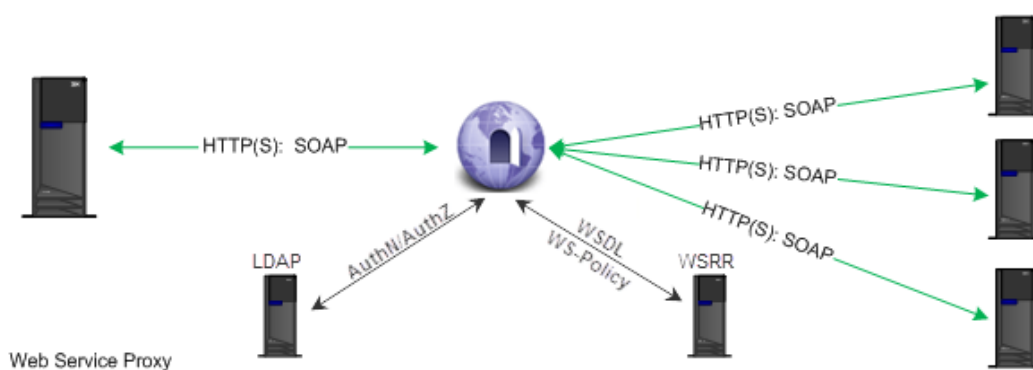 HTTP(S): SOAP
HTTP(S): SOAP
HTTP(S): SOAP
HTTP(S): SOAP
AuthN/AuthZ
WSDL
WS-Policy
LDAP
WSRR
Web Service Proxy